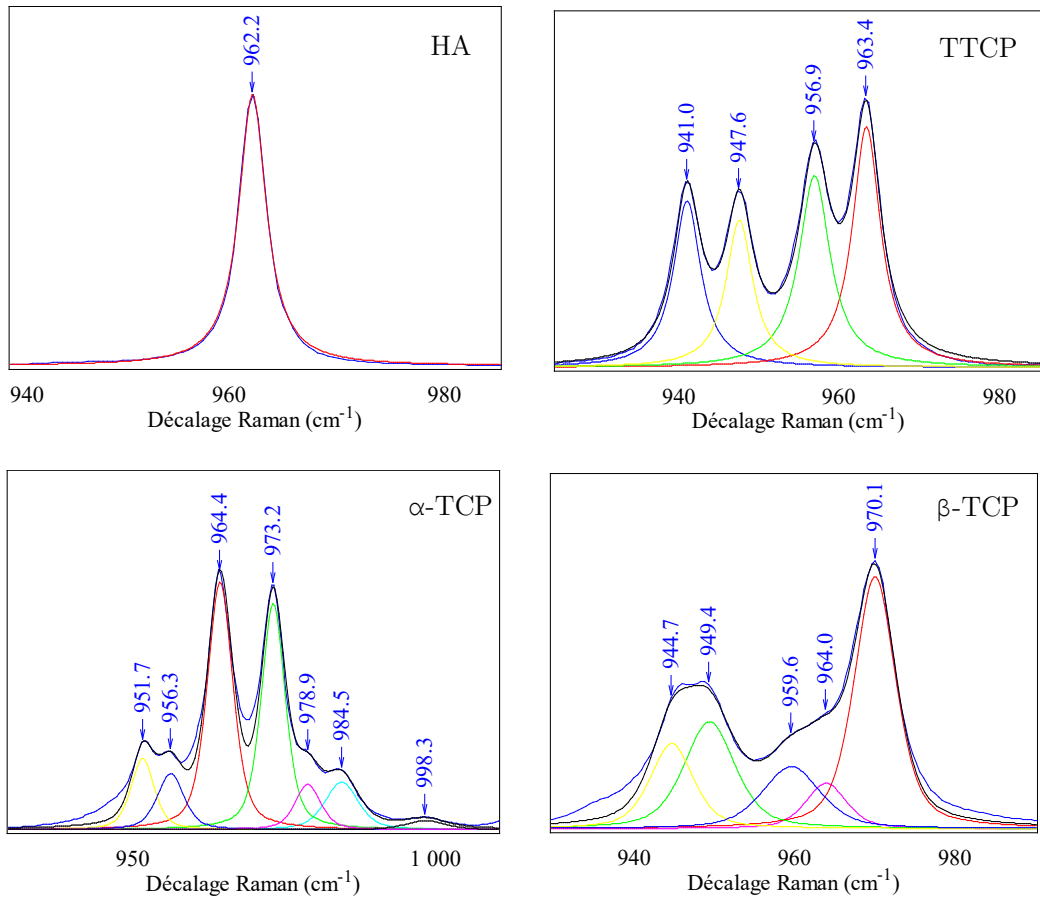 HA
962.2
940 960 980
Décalage Raman (cm-1)
TTCP
941.0
947.6
956.9
963.4
940 960 980
Décalage Raman (cm-1)
α-TCP
951.7
956.3
964.4
973.2
978.9
984.5
998.3
950 1 000
Décalage Raman (cm-1)
β-TCP
944.7
949.4
959.6
964.0
970.1
940 960 980
Décalage Raman (cm-1)